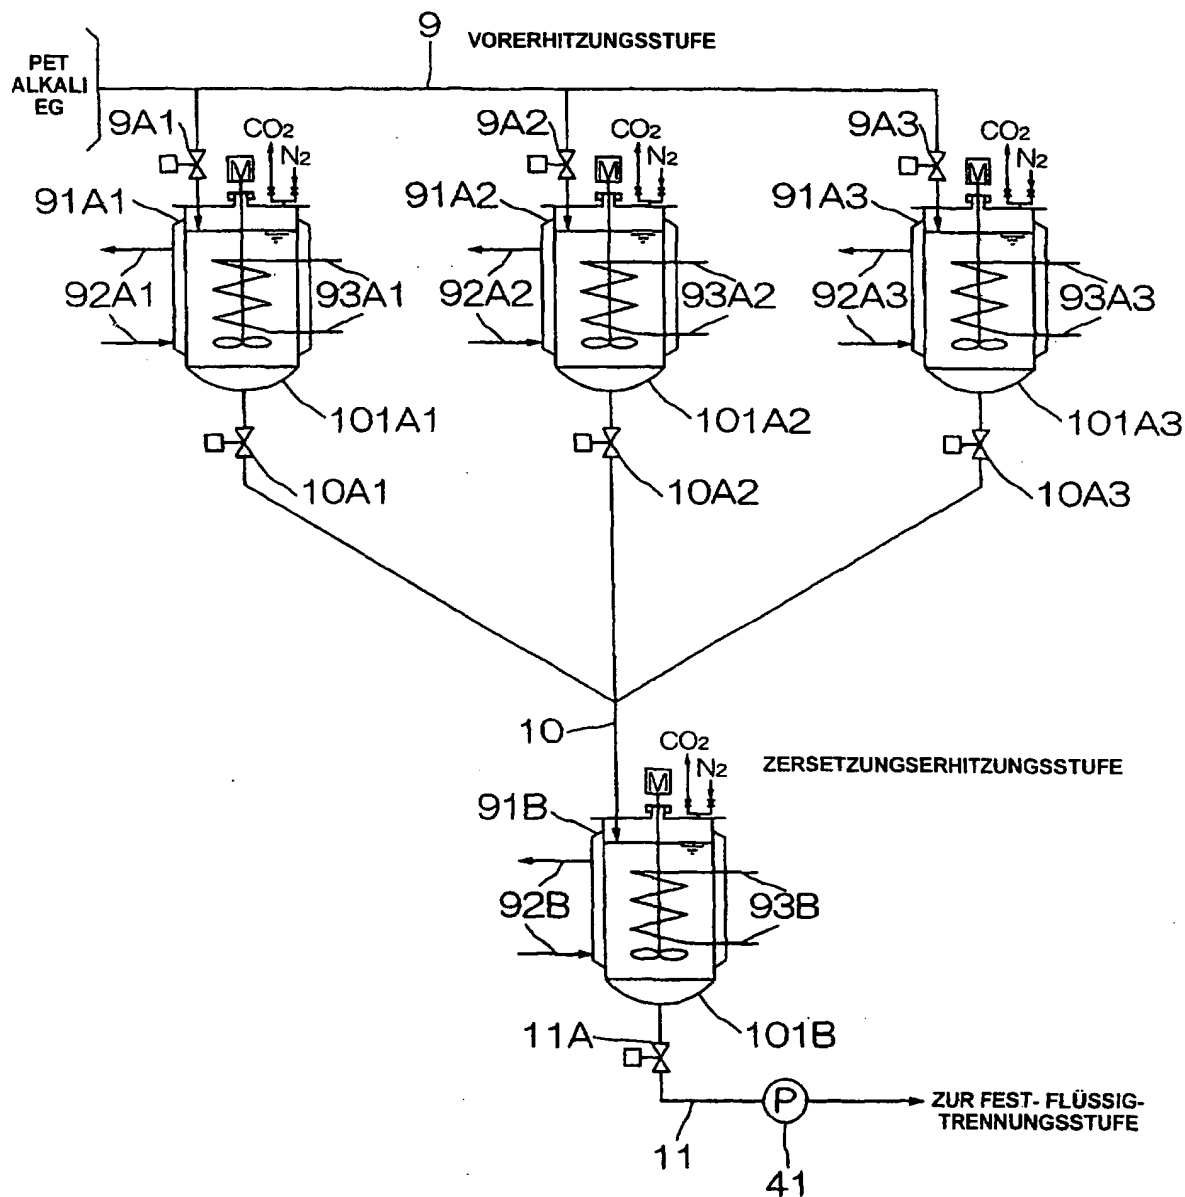 9
VORERHITZUNGSSTUFE
PET
ALKALI
EG
9A1
CO2
N2
M
9A2
CO2
N2
M
9A3
CO2
N2
M
91A1
91A2
91A3
92A1
93A1
92A2
93A2
92A3
93A3
101A1
101A2
101A3
10A1
10A2
10A3
10
CO2
N2
M
ZERSETZUNGSERHITZUNGSSTUFE
91B
92B
93B
11A
101B
P
ZUR FEST- FLÜSSIG-
TRENNUNGSSTUFE
11
41